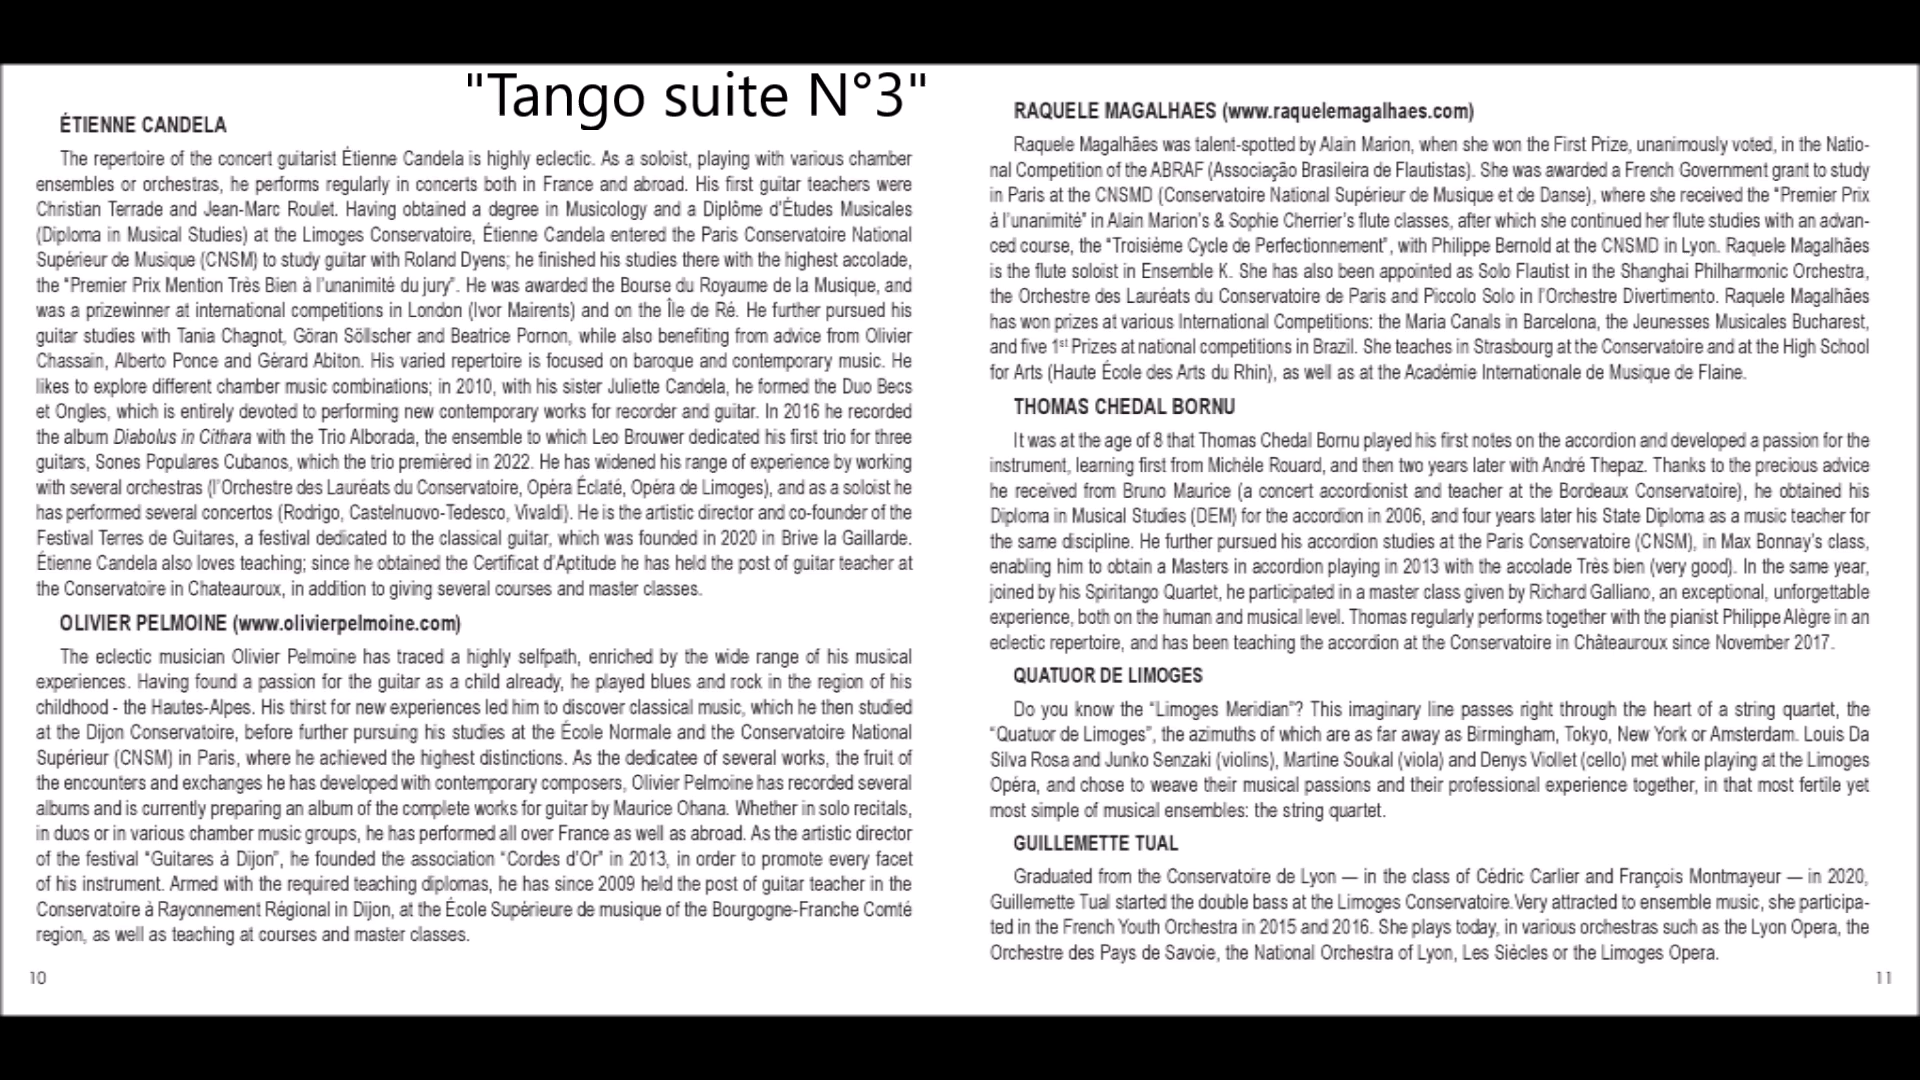 "Tango suite N°3"
ÉTIENNE CANDELA
The repertoire of the concert guitarist Étienne Candela is highly eclectic. As a soloist, playing with various chamber
ensembles or orchestras, he performs regularly in concerts both in France and abroad. His first guitar teachers were
Christian Terrade and Jean-Marc Roulet. Having obtained a degree in Musicology and a Diplôme d'Études Musicales
(Diploma in Musical Studies) at the Limoges Conservatoire, Étienne Candela entered the Paris Conservatoire National
Supérieur de Musique (CNSM) to study guitar with Roland Dyens; he finished his studies there with the highest accolade,
the “Premier Prix Mention Très Bien à l'unanimité du jury”. He was awarded the Bourse du Royaume de la Musique, and
was a prizewinner at international competitions in London (Ivor Mairents) and on the Île de Ré. He further pursued his
guitar studies with Tania Chagnot, Göran Söllscher and Beatrice Pornon, while also benefiting from advice from Olivier
Chassain, Alberto Ponce and Gérard Abiton. His varied repertoire is focused on baroque and contemporary music. He
likes to explore different chamber music combinations; in 2010, with his sister Juliette Candela, he formed the Duo Becs
et Ongles, which is entirely devoted to performing new contemporary works for recorder and guitar. In 2016 he recorded
the album Diabolus in Cithara with the Trio Alborada, the ensemble to which Leo Brouwer dedicated his first trio for three
guitars, Sones Populares Cubanos, which the trio premièred in 2022. He has widened his range of experience by working
with several orchestras (l'Orchestre des Lauréats du Conservatoire, Opéra Éclaté, Opéra de Limoges), and as a soloist he
has performed several concertos (Rodrigo, Castelnuovo-Tedesco, Vivaldi). He is the artistic director and co-founder of the
Festival Terres de Guitares, a festival dedicated to the classical guitar, which was founded in 2020 in Brive la Gaillarde.
Étienne Candela also loves teaching; since he obtained the Certificat d'Aptitude he has held the post of guitar teacher at
the Conservatoire in Chateauroux, in addition to giving several courses and master classes.
OLIVIER PELMOINE (www.olivierpelmoine.com)
The eclectic musician Olivier Pelmoine has traced a highly selfpath, enriched by the wide range of his musical
experiences. Having found a passion for the guitar as a child already, he played blues and rock in the region of his
childhood - the Hautes-Alpes. His thirst for new experiences led him to discover classical music, which he then studied
at the Dijon Conservatoire, before further pursuing his studies at the École Normale and the Conservatoire National
Supérieur (CNSM) in Paris, where he achieved the highest distinctions. As the dedicatee of several works, the fruit of
the encounters and exchanges he has developed with contemporary composers, Olivier Pelmoine has recorded several
albums and is currently preparing an album of the complete works for guitar by Maurice Ohana. Whether in solo recitals,
in duos or in various chamber music groups, he has performed all over France as well as abroad. As the artistic director
of the festival “Guitares à Dijon”, he founded the association “Cordes d'Or” in 2013, in order to promote every facet
of his instrument. Armed with the required teaching diplomas, he has since 2009 held the post of guitar teacher in the
Conservatoire à Rayonnement Régional in Dijon, at the École Supérieure de musique of the Bourgogne-Franche Comté
region, as well as teaching at courses and master classes.
10
RAQUELE MAGALHAES (www.raquelemagalhaes.com)
Raquele Magalhães was talent-spotted by Alain Marion, when she won the First Prize, unanimously voted, in the Natio-
nal Competition of the ABRAF (Associação Brasileira de Flautistas). She was awarded a French Government grant to study
in Paris at the CNSMD (Conservatoire National Supérieur de Musique et de Danse), where she received the “Premier Prix
à l'unanimité” in Alain Marion's & Sophie Cherrier's flute classes, after which she continued her flute studies with an advan-
ced course, the “Troisième Cycle de Perfectionnement”, with Philippe Bernold at the CNSMD in Lyon. Raquele Magalhães
is the flute soloist in Ensemble K. She has also been appointed as Solo Flautist in the Shanghai Philharmonic Orchestra,
the Orchestre des Lauréats du Conservatoire de Paris and Piccolo Solo in l'Orchestre Divertimento. Raquele Magalhães
has won prizes at various International Competitions: the Maria Canals in Barcelona, the Jeunesses Musicales Bucharest,
and five 1st Prizes at national competitions in Brazil. She teaches in Strasbourg at the Conservatoire and at the High School
for Arts (Haute École des Arts du Rhin), as well as at the Académie Internationale de Musique de Flaine.
THOMAS CHEDAL BORNU
It was at the age of 8 that Thomas Chedal Bornu played his first notes on the accordion and developed a passion for the
instrument, learning first from Michèle Rouard, and then two years later with André Thepaz. Thanks to the precious advice
he received from Bruno Maurice (a concert accordionist and teacher at the Bordeaux Conservatoire), he obtained his
Diploma in Musical Studies (DEM) for the accordion in 2006, and four years later his State Diploma as a music teacher for
the same discipline. He further pursued his accordion studies at the Paris Conservatoire (CNSM), in Max Bonnay's class,
enabling him to obtain a Masters in accordion playing in 2013 with the accolade Très bien (very good). In the same year,
joined by his Spiritango Quartet, he participated in a master class given by Richard Galliano, an exceptional, unforgettable
experience, both on the human and musical level. Thomas regularly performs together with the pianist Philippe Alègre in an
eclectic repertoire, and has been teaching the accordion at the Conservatoire in Châteauroux since November 2017.
QUATUOR DE LIMOGES
Do you know the “Limoges Meridian”? This imaginary line passes right through the heart of a string quartet, the
“Quatuor de Limoges”, the azimuths of which are as far away as Birmingham, Tokyo, New York or Amsterdam. Louis Da
Silva Rosa and Junko Senzaki (violins), Martine Soukal (viola) and Denys Viollet (cello) met while playing at the Limoges
Opéra, and chose to weave their musical passions and their professional experience together, in that most fertile yet
most simple of musical ensembles: the string quartet.
GUILLEMETTE TUAL
Graduated from the Conservatoire de Lyon — in the class of Cédric Carlier and François Montmayeur — in 2020,
Guillemette Tual started the double bass at the Limoges Conservatoire.Very attracted to ensemble music, she participa-
ted in the French Youth Orchestra in 2015 and 2016. She plays today, in various orchestras such as the Lyon Opera, the
Orchestre des Pays de Savoie, the National Orchestra of Lyon, Les Siècles or the Limoges Opera.
11